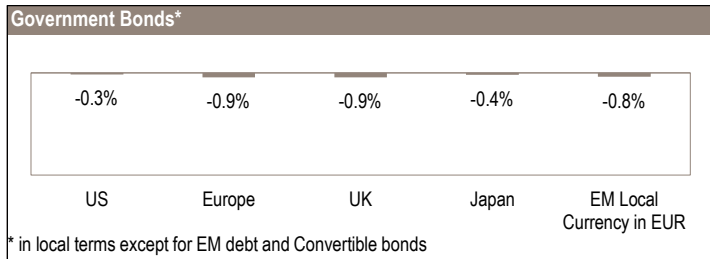 Government Bonds*
-0.3%
-0.9%
-0.9%
-0.4%
-0.8%
US
Europe
UK
Japan
EM Local
Currency in EUR
* in local terms except for EM debt and Convertible bonds